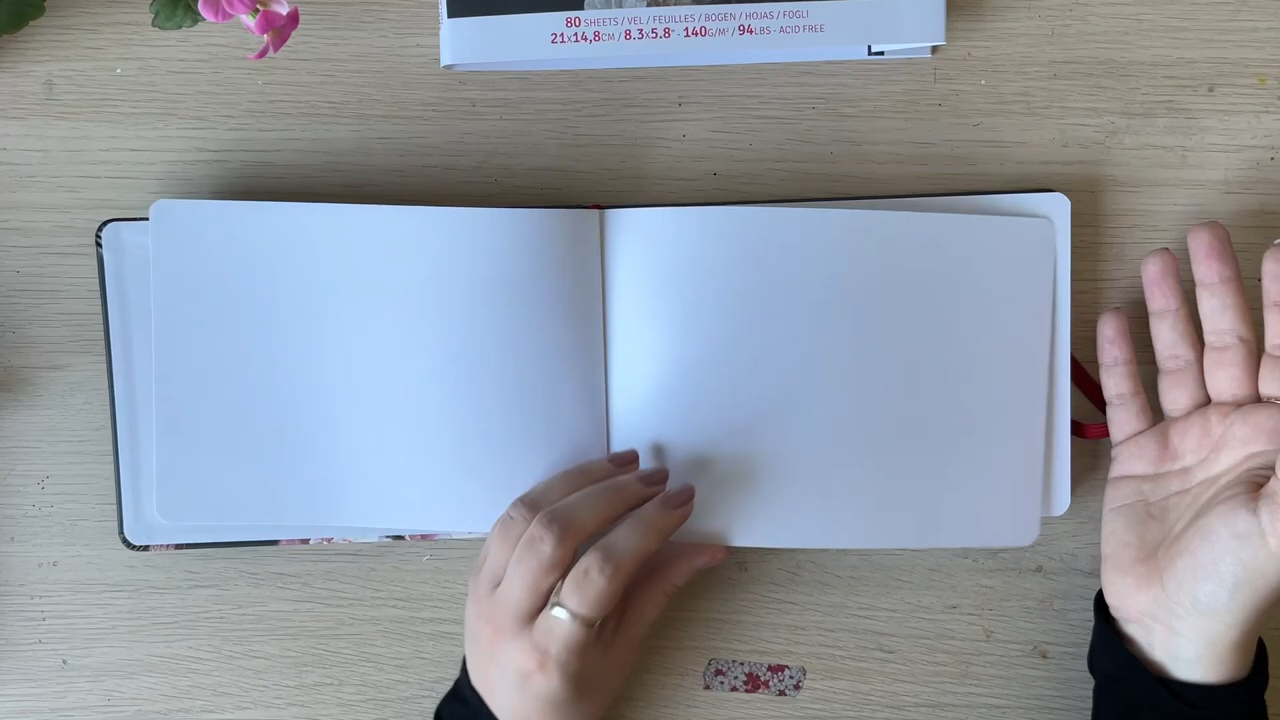 80 SHEETS / VEL / FEUILLES / BOGEN / HOJAS / FOGLI
21X14,8CM / 8.3X5.8" - 140G/M² / 94LBS - ACID FREE